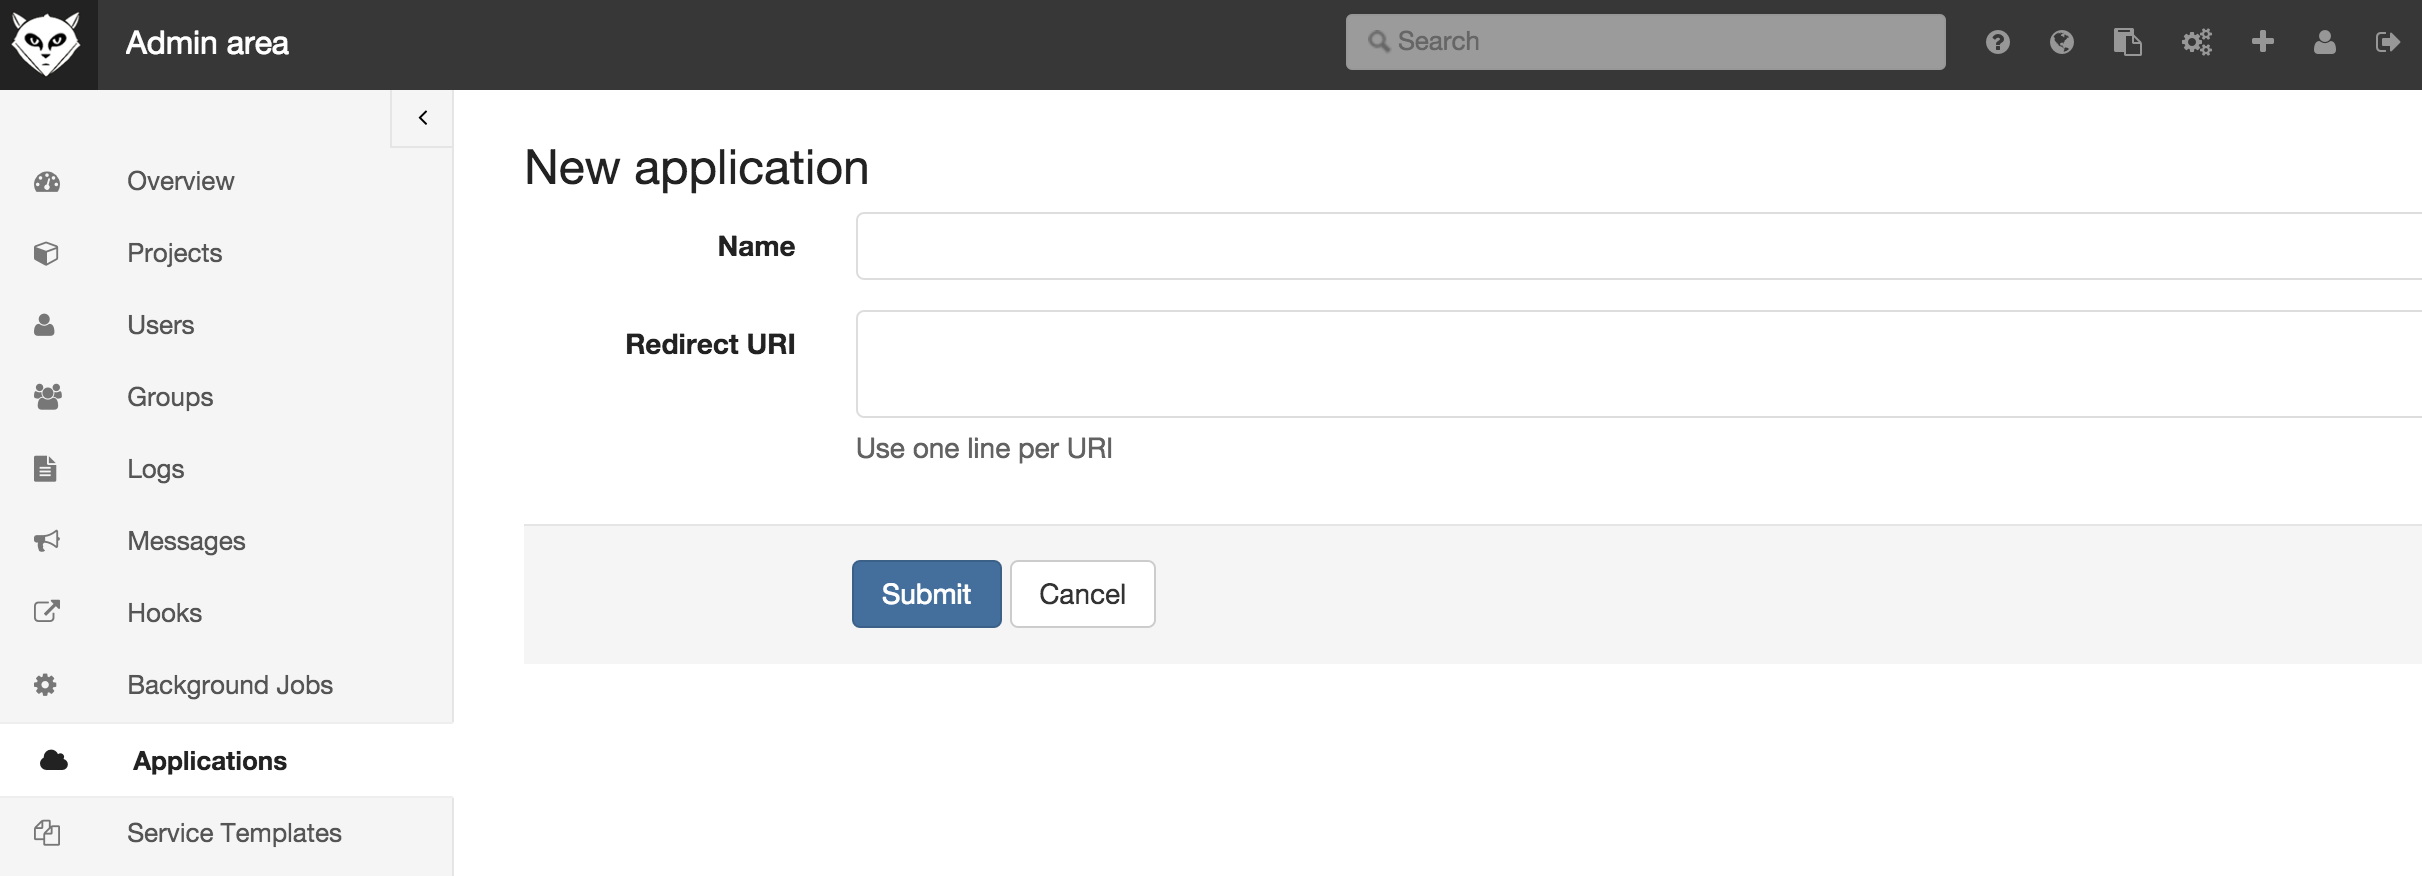 Admin area
Search
Overview
Projects
Users
Groups
Logs
Messages
Hooks
Background Jobs
Applications
Service Templates
New application
Name
Redirect URI
Use one line per URI
Submit
Cancel